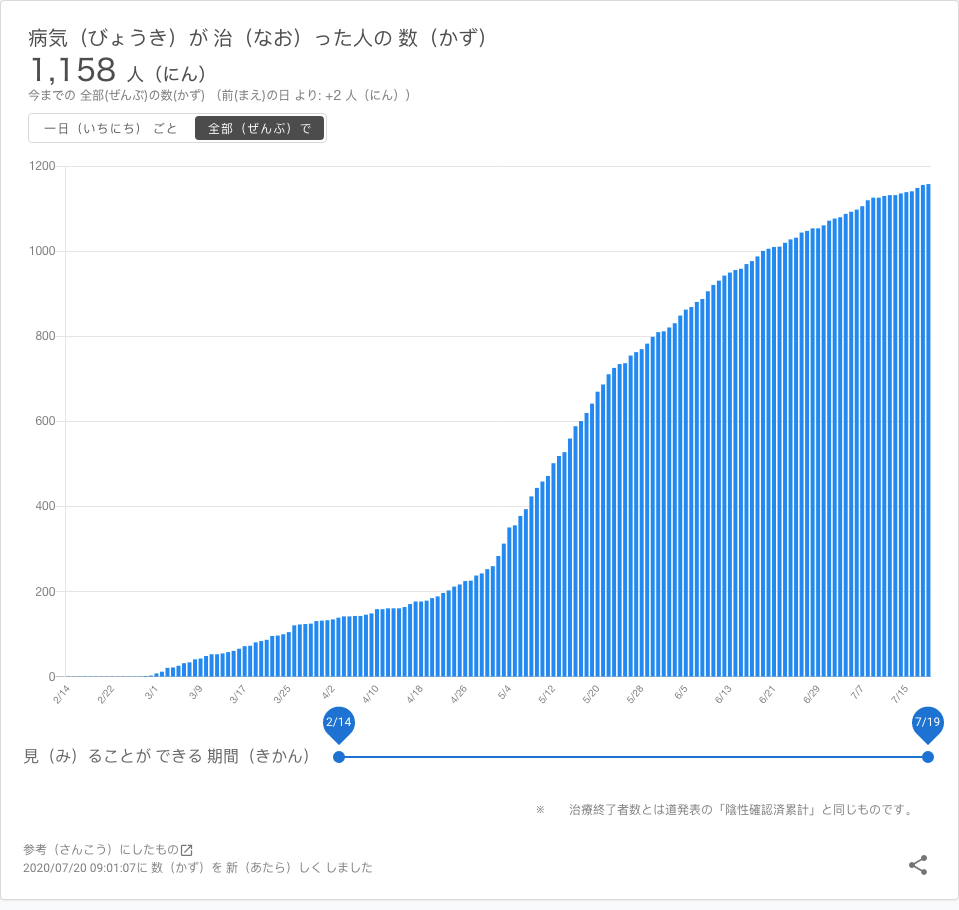 病気（びょうき）が 治（なお）った人の 数（かず）
1,158 人（にん）
今までの 全部(ぜんぶ)の数(かず) （前(まえ)の日 より: +2 人（にん））
一日（いちにち） ごと 全部（ぜんぶ）で
1200
1000
800
600
400
200
0
2/14 2/22 3/1 3/9 3/17 3/25 4/2 4/10 4/18 4/26 5/4 5/12 5/20 5/28 6/5 6/13 6/21 6/29 7/7 7/15
2/14 7/19
見（み）ることが できる 期間（きかん）
※ 治療終了者数とは道発表の「陰性確認済累計」と同じものです。
参考（さんこう）にしたもの
2020/07/20 09:01:07に 数（かず）を 新（あたら）しく しました